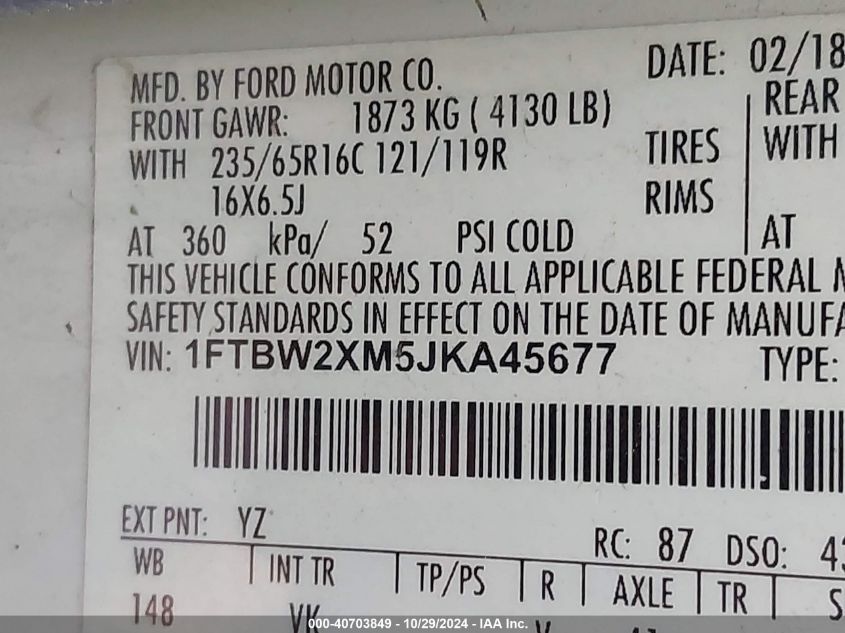 MFD. BY FORD MOTOR CO. DATE: 02/18
FRONT GAWR: 1873 KG ( 4130 LB) REAR
WITH 235/65R16C 121/119R TIRES WITH
16X6.5J RIMS
AT 360 kPa/ 52 PSI COLD AT
THIS VEHICLE CONFORMS TO ALL APPLICABLE FEDERAL
SAFETY STANDARDS IN EFFECT ON THE DATE OF MANUFA
VIN: 1FTBW2XM5JKA45677 TYPE:
EXT PNT: YZ RC: 87 DSO:
WB INT TR TP/PS R AXLE TR
148 VK
000-40703849 - 10/29/2024 - IAA Inc.